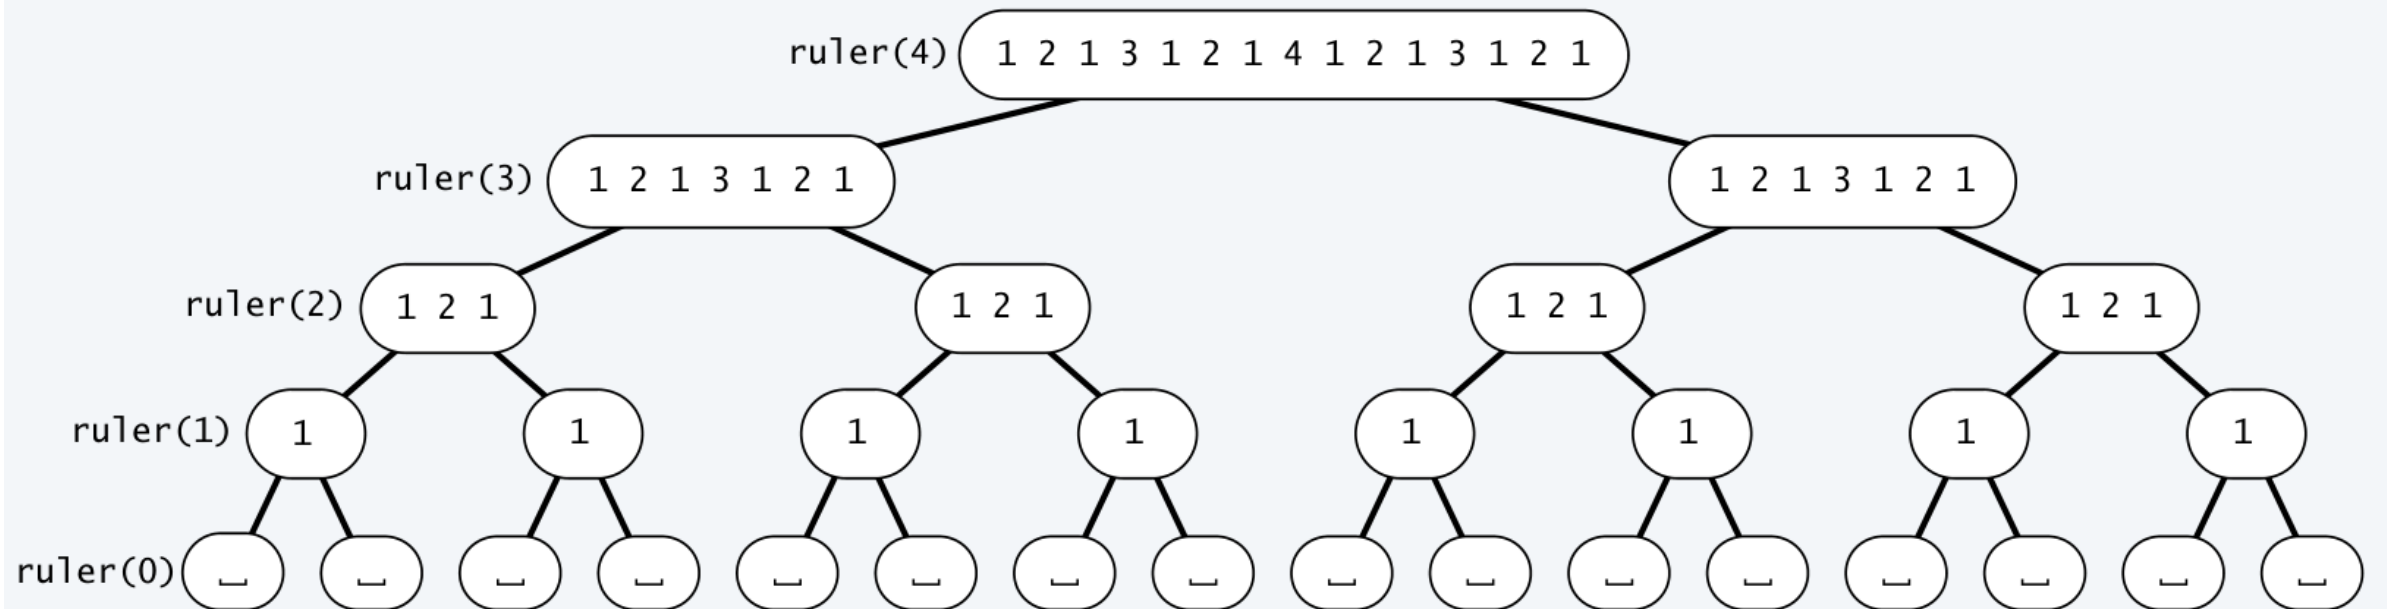 ruler(4) 1 2 1 3 1 2 1 4 1 2 1 3 1 2 1
ruler(3) 1 2 1 3 1 2 1 1 2 1 3 1 2 1
ruler(2) 1 2 1 1 2 1 1 2 1 1 2 1
ruler(1) 1 1 1 1 1 1 1 1
ruler(0) ⎵ ⎵ ⎵ ⎵ ⎵ ⎵ ⎵ ⎵ ⎵ ⎵ ⎵ ⎵ ⎵ ⎵ ⎵ ⎵